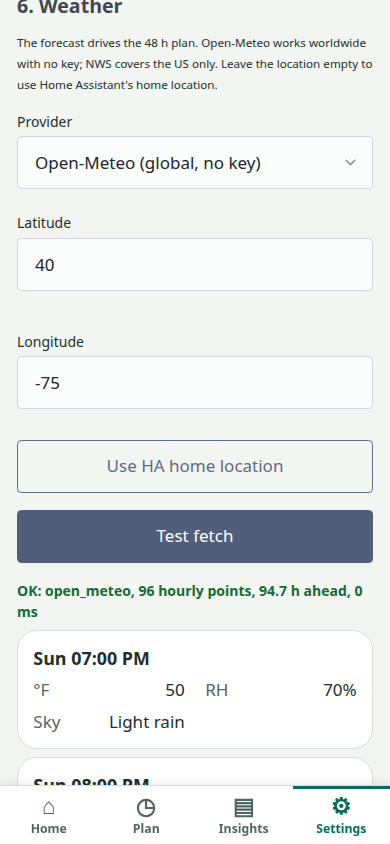 6. Weather
The forecast drives the 48 h plan. Open-Meteo works worldwide
with no key; NWS covers the US only. Leave the location empty to
use Home Assistant's home location.
Provider
Open-Meteo (global, no key)
Latitude
40
Longitude
-75
Use HA home location
Test fetch
OK: open_meteo, 96 hourly points, 94.7 h ahead, 0
ms
Sun 07:00 PM
°F 50 RH 70%
Sky Light rain
Sun 08:00 PM
Home Plan Insights Settings